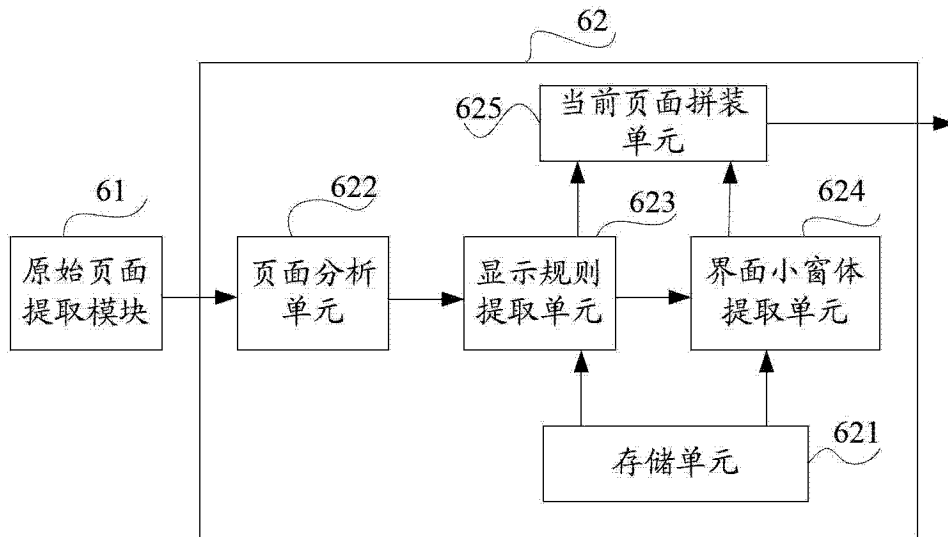 62
625
当前页面拼装
单元
61
622
623
624
原始页面
提取模块
页面分析
单元
显示规则
提取单元
界面小窗体
提取单元
存储单元
621